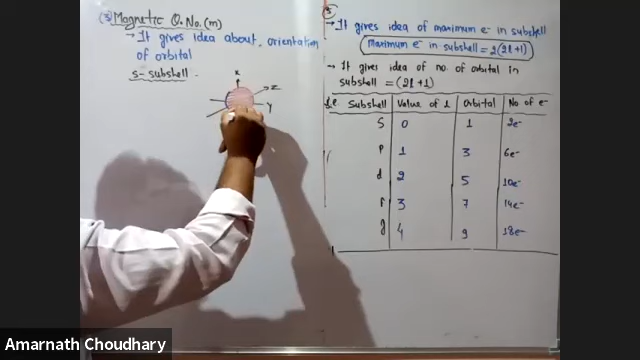 (3) Magnetic Q. No. (m)
→ It gives idea about orientation
of orbital
s-subshell.
x
z
y
→ It gives idea of maximum e⁻ in subshell
Maximum e⁻ in subshell = 2(2l+1)
→ It gives idea of no. of orbital in
subshell = (2l+1)
Subshell Value of l Orbital No of e⁻
S 0 1 2e⁻
p 1 3 6e⁻
d 2 5 10e⁻
f 3 7 14e⁻
g 4 9 18e⁻
Amarnath Choudhary